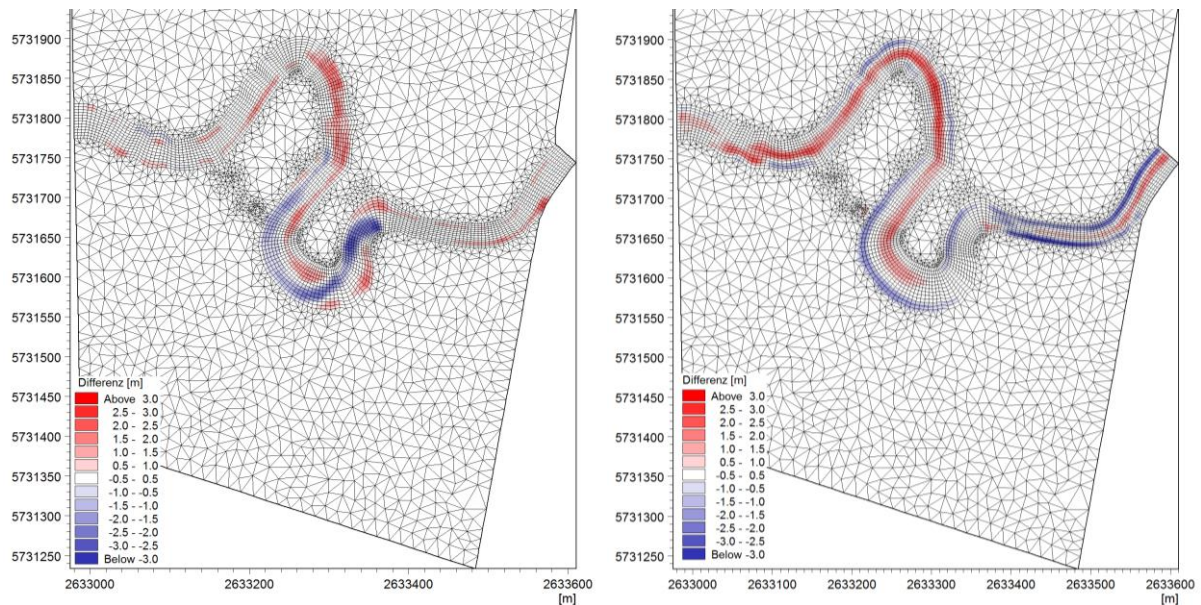 5731900
5731850
5731800
5731750
5731700
5731650
5731600
5731550
5731500
5731450
5731400
5731350
5731300
5731250
Differenz [m]
Above 3.0
2.5 - 3.0
2.0 - 2.5
1.5 - 2.0
1.0 - 1.5
0.5 - 1.0
-0.5 - 0.5
-1.0 - -0.5
-1.5 - -1.0
-2.0 - -1.5
-2.5 - -2.0
-3.0 - -2.5
Below -3.0
2633000 2633200 2633400 2633600
[m]
5731900
5731850
5731800
5731750
5731700
5731650
5731600
5731550
5731500
5731450
5731400
5731350
5731300
5731250
Differenz [m]
Above 3.0
2.5 - 3.0
2.0 - 2.5
1.5 - 2.0
1.0 - 1.5
0.5 - 1.0
-0.5 - 0.5
-1.0 - -0.5
-1.5 - -1.0
-2.0 - -1.5
-2.5 - -2.0
-3.0 - -2.5
Below -3.0
2633000 2633100 2633200 2633300 2633400 2633500 2633600
[m]